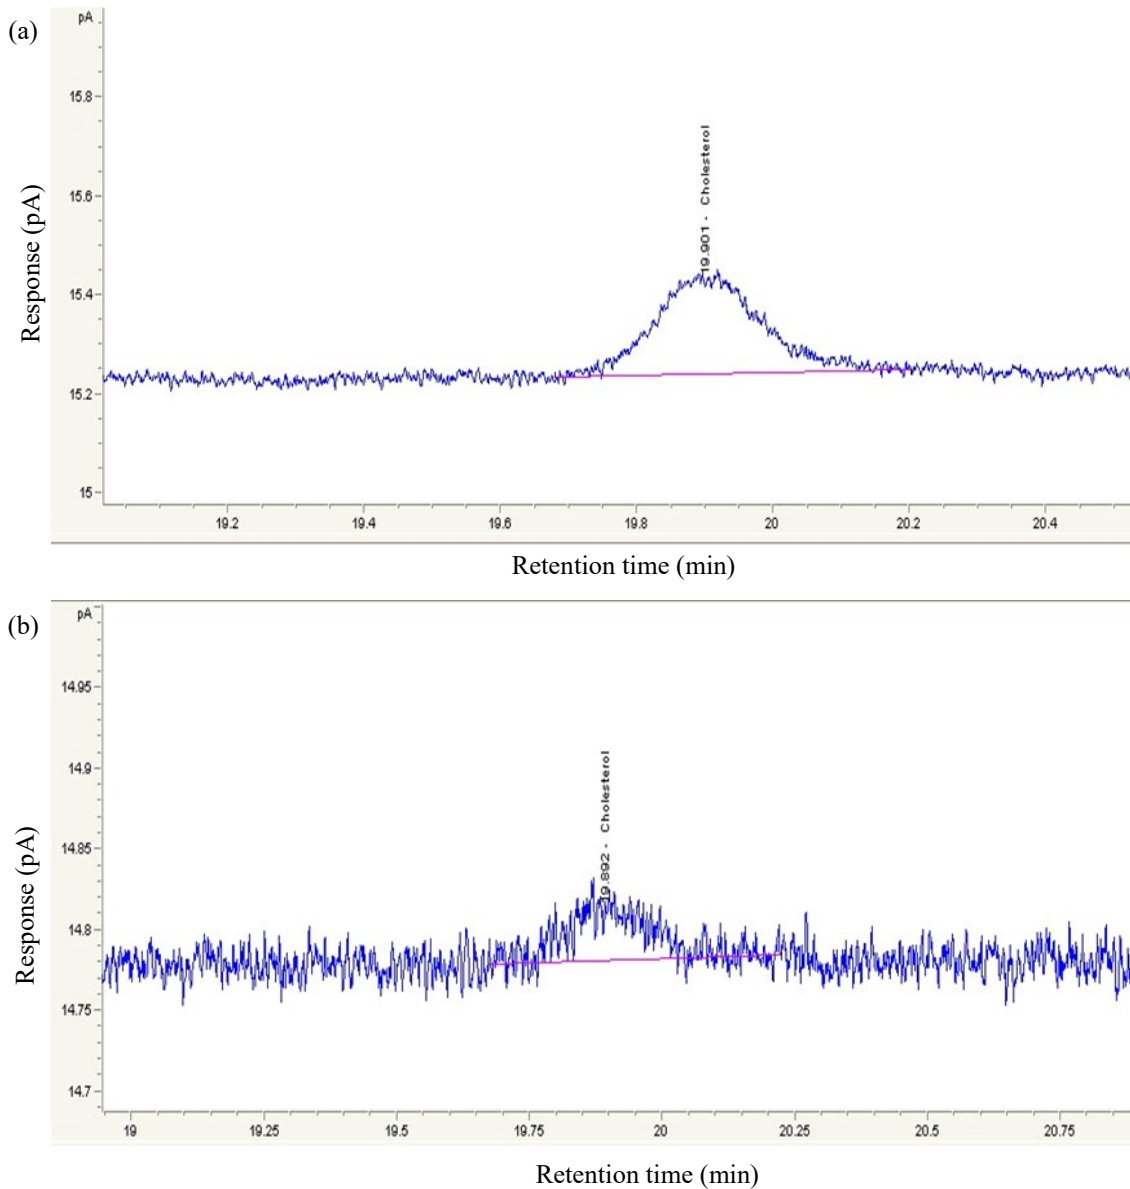 (a)
pA
15.8
15.6
15.4
15.2
15
Response (pA)
19.901 - Cholesterol
19.2 19.4 19.6 19.8 20 20.2 20.4
Retention time (min)
(b)
pA
14.95
14.9
14.85
14.8
14.75
14.7
Response (pA)
19.892 - Cholesterol
19 19.25 19.5 19.75 20 20.25 20.5 20.75
Retention time (min)